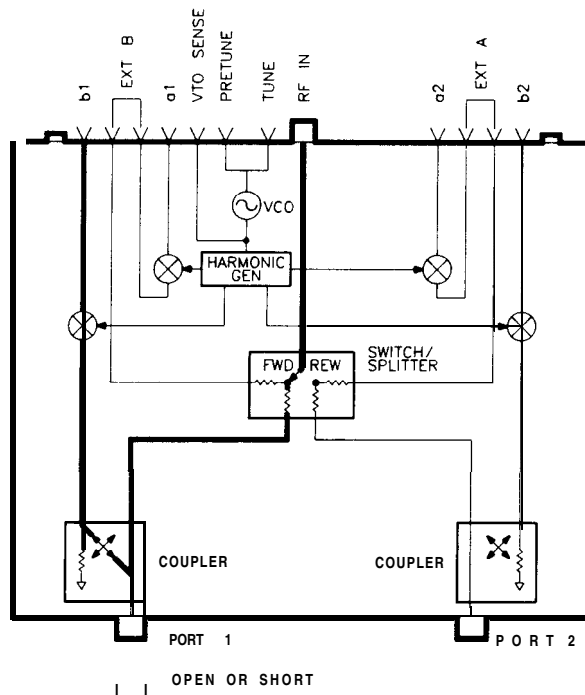 b1
EXT B
a1
VTO SENSE
PRETUNE
TUNE
RF IN
a2
EXT A
b2
VCO
HARMONIC
GEN
FWD REW
SWITCH/
SPLITTER
COUPLER
COUPLER
PORT 1
PORT 2
OPEN OR SHORT